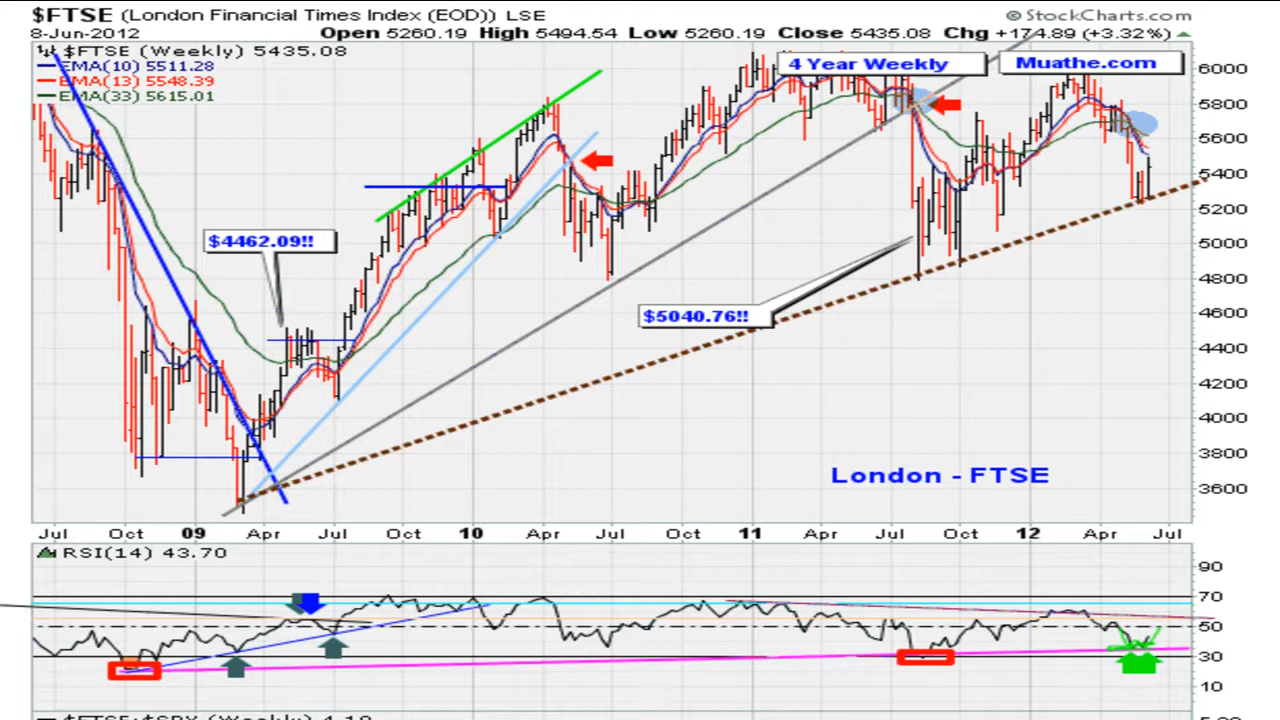 $FTSE (London Financial Times Index (EOD)) LSE © StockCharts.com
8-Jun-2012 Open 5260.19 High 5494.54 Low 5260.19 Close 5435.08 Chg +174.89 (+3.32%)
$FTSE (Weekly) 5435.08
EMA(10) 5511.28
EMA(13) 5548.39
EMA(33) 5615.01
4 Year Weekly
Muathe.com
6000
5800
5600
5400
5200
5000
4800
4600
4400
4200
4000
3800
3600
$4462.09!!
$5040.76!!
London - FTSE
Jul Oct 09 Apr Jul Oct 10 Apr Jul Oct 11 Apr Jul Oct 12 Apr Jul
RSI(14) 43.70
90
70
50
30
10